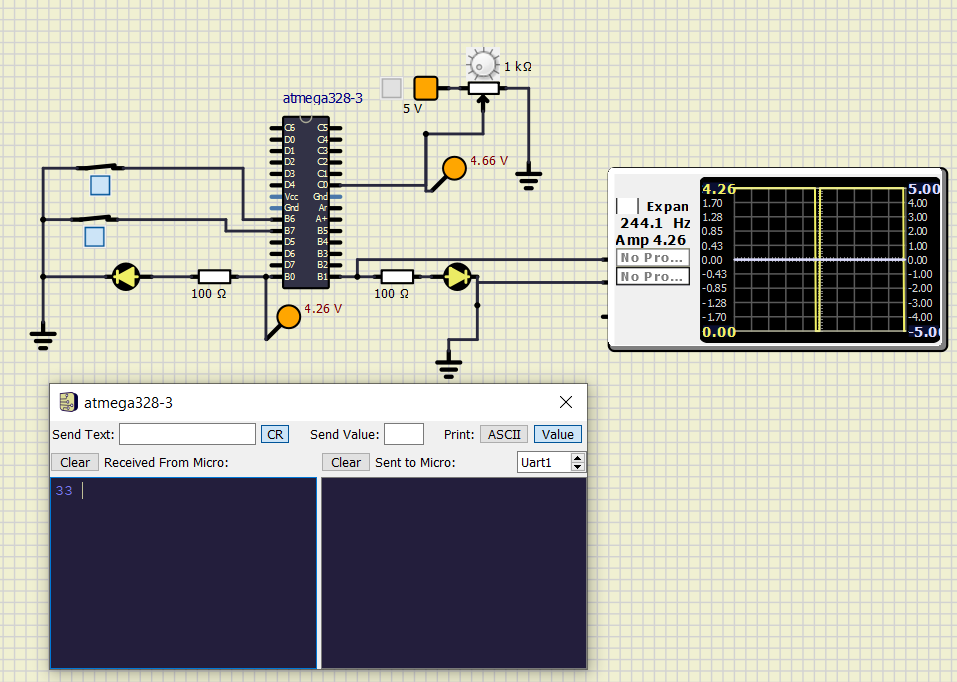 1 kΩ
5 V
atmega328-3
C6 C5
D0 C4
D1 C3
D2 C2
D3 C1
D4 C0
Vcc Gnd
Gnd Ar
B6 A+
B7 B5
D5 B4
D6 B3
D7 B2
B0 B1
4.66 V
100 Ω
100 Ω
4.26 V
Expan
244.1 Hz
Amp 4.26
No Pro...
No Pro...
4.26 5.00
1.70 4.00
1.28 3.00
0.85 2.00
0.43 1.00
0.00 0.00
-0.43 -1.00
-0.85 -2.00
-1.28 -3.00
-1.70 -4.00
0.00 -5.0
atmega328-3
Send Text: CR Send Value: Print: ASCII Value
Clear Received From Micro: Clear Sent to Micro: Uart1
33